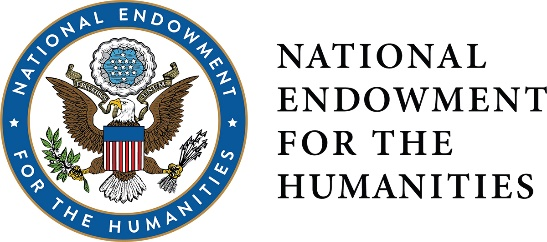 NATIONAL ENDOWMENT
FOR THE HUMANITIES
NATIONAL
ENDOWMENT
FOR THE
HUMANITIES